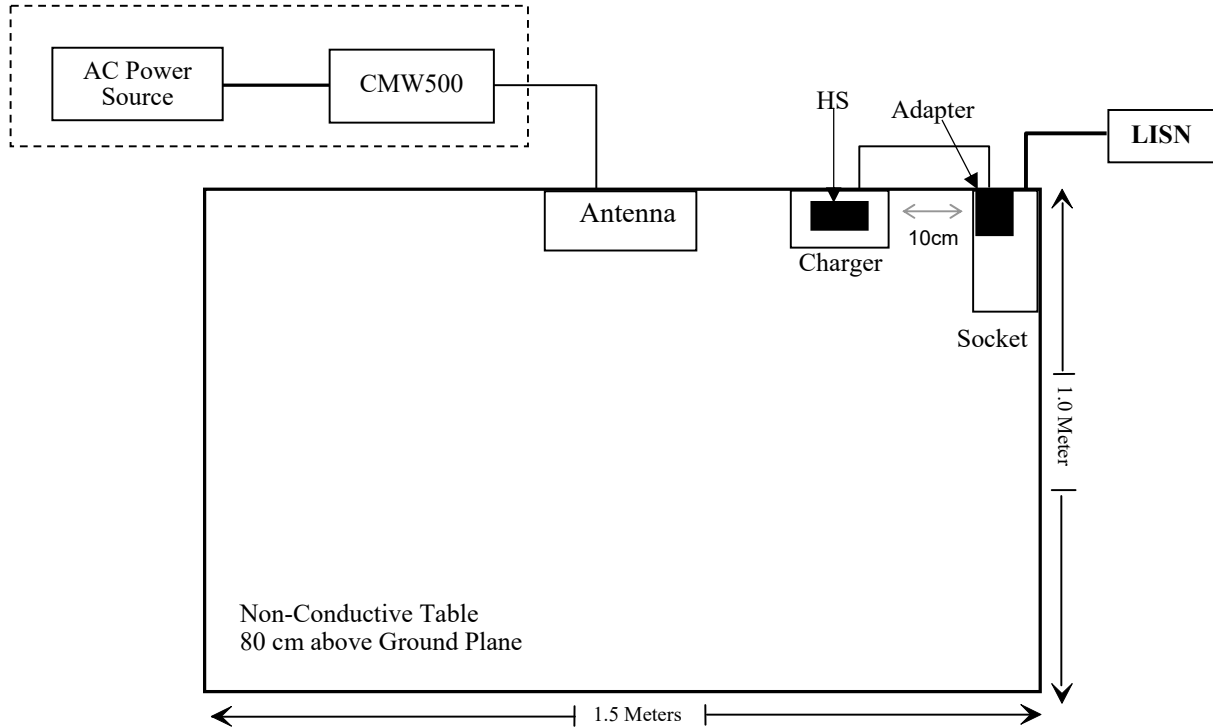 AC Power
Source
CMW500
HS
Adapter
LISN
Antenna
10cm
Charger
Socket
1.0 Meter
Non-Conductive Table
80 cm above Ground Plane
1.5 Meters